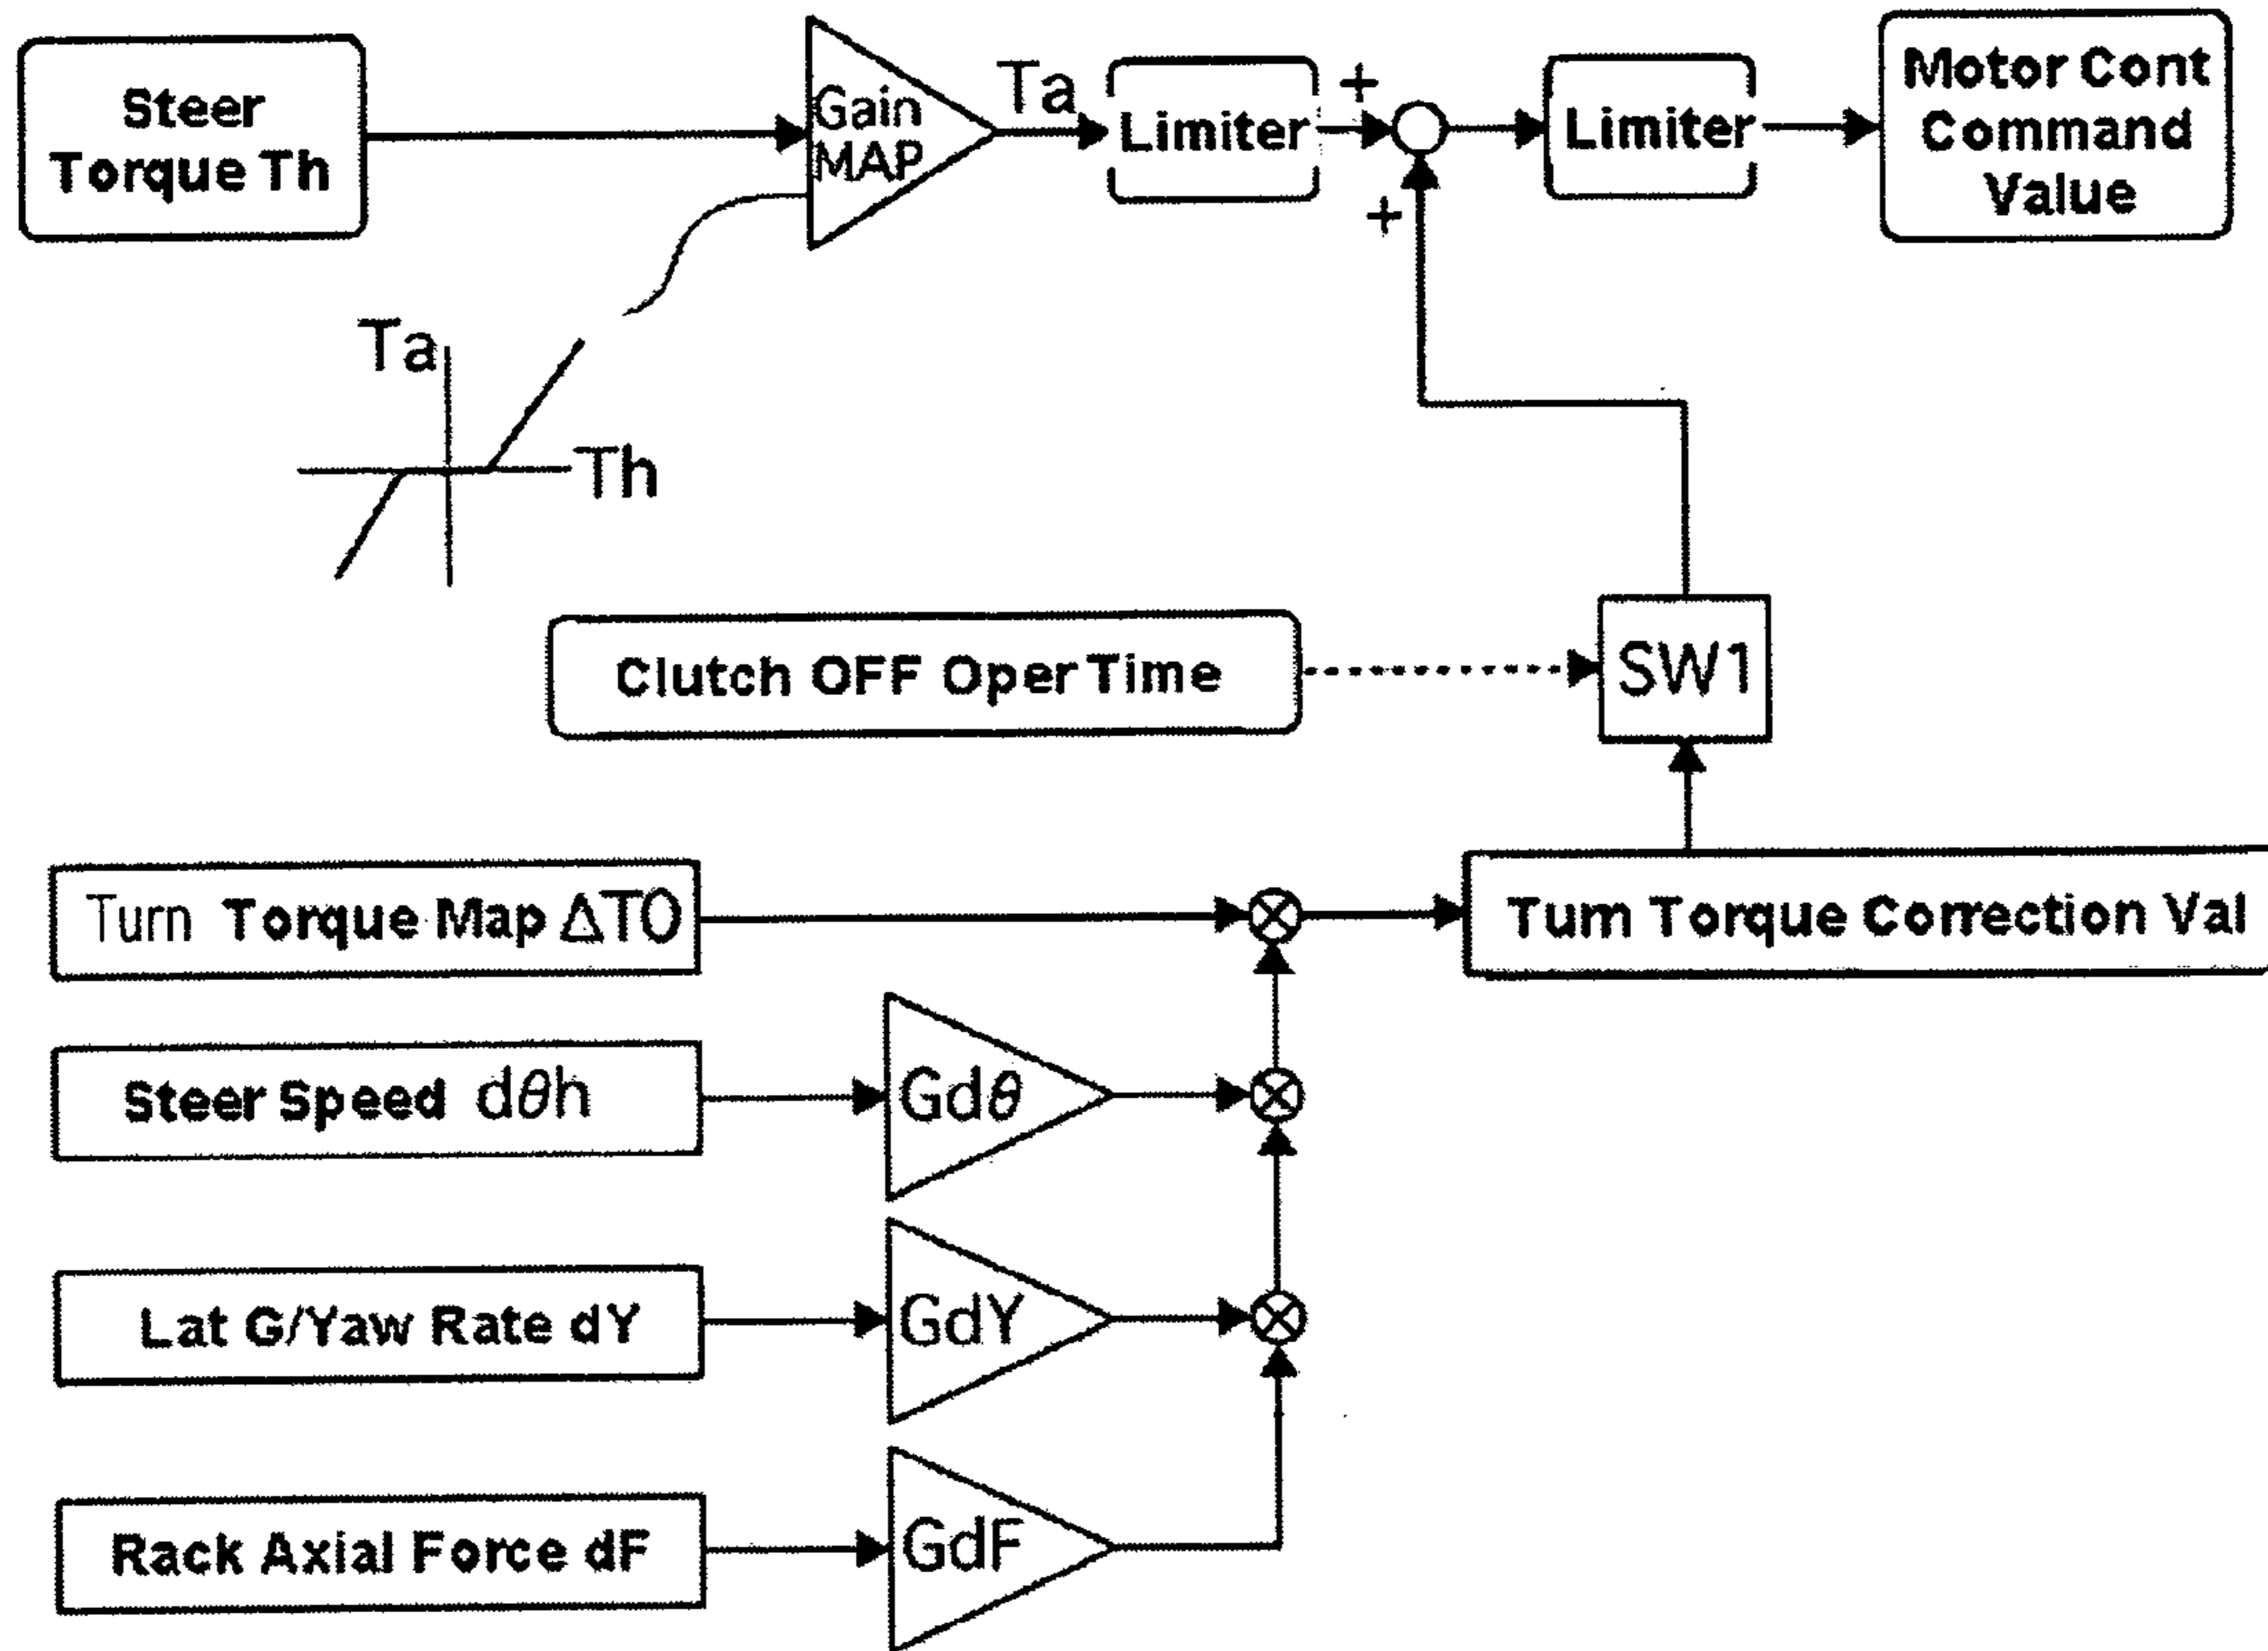 Steer
Torque Th
Gain
MAP
Ta
Limiter
+
+
Limiter
Motor Cont
Command
Value
Ta
Th
Clutch OFF Oper Time
SW1
Turn Torque Map ΔT0
Turn Torque Correction Val
Steer Speed dθh
Gdθ
Lat G/Yaw Rate dY
GdY
Rack Axial Force dF
GdF